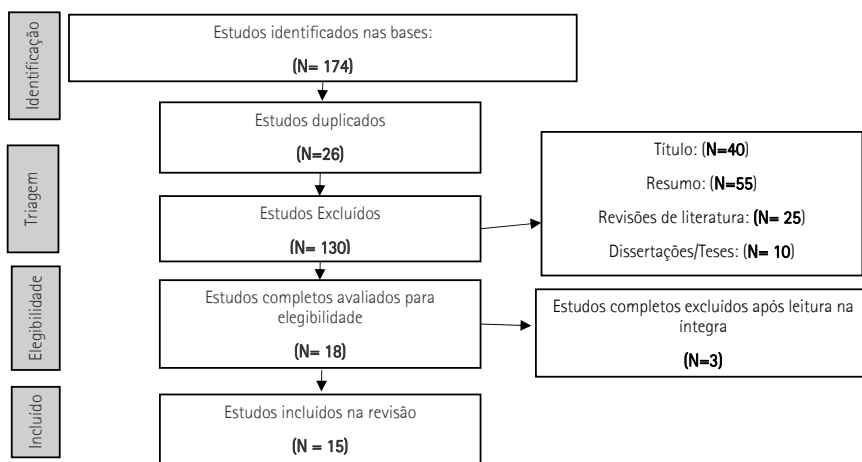 Identificação
Estudos identificados nas bases:
(N= 174)
Estudos duplicados
(N=26)
Triagem
Estudos Excluídos
(N= 130)
Título: (N=40)
Resumo: (N=55)
Revisões de literatura: (N= 25)
Dissertações/Teses: (N= 10)
Elegibilidade
Estudos completos avaliados para
elegibilidade
(N= 18)
Estudos completos excluídos após leitura na
íntegra
(N=3)
Incluído
Estudos incluídos na revisão
(N = 15)